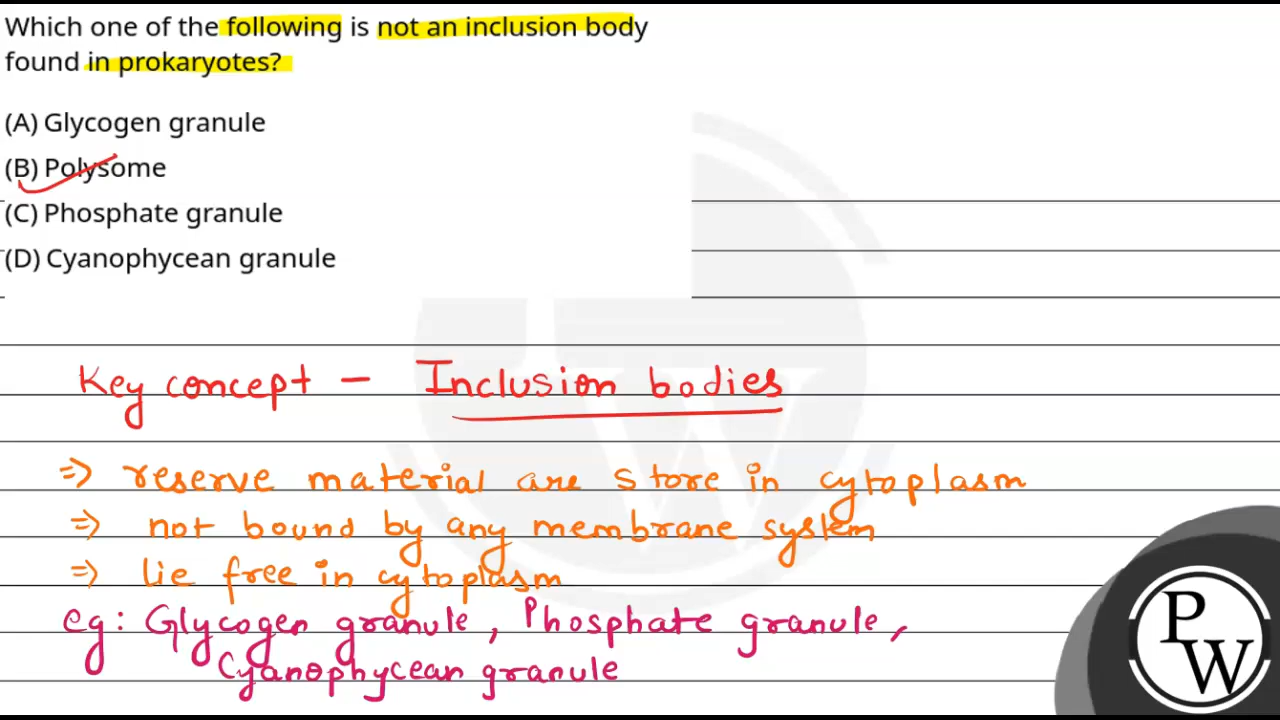 Which one of the following is not an inclusion body
found in prokaryotes?
(A) Glycogen granule
(B) Polysome
(C) Phosphate granule
(D) Cyanophycean granule
Key concept - Inclusion bodies
=> reserve material are store in cytoplasm
=> not bound by any membrane system
=> lie free in cytoplasm
eg: Glycogen granule, Phosphate granule,
Cyanophycean granule
P
W